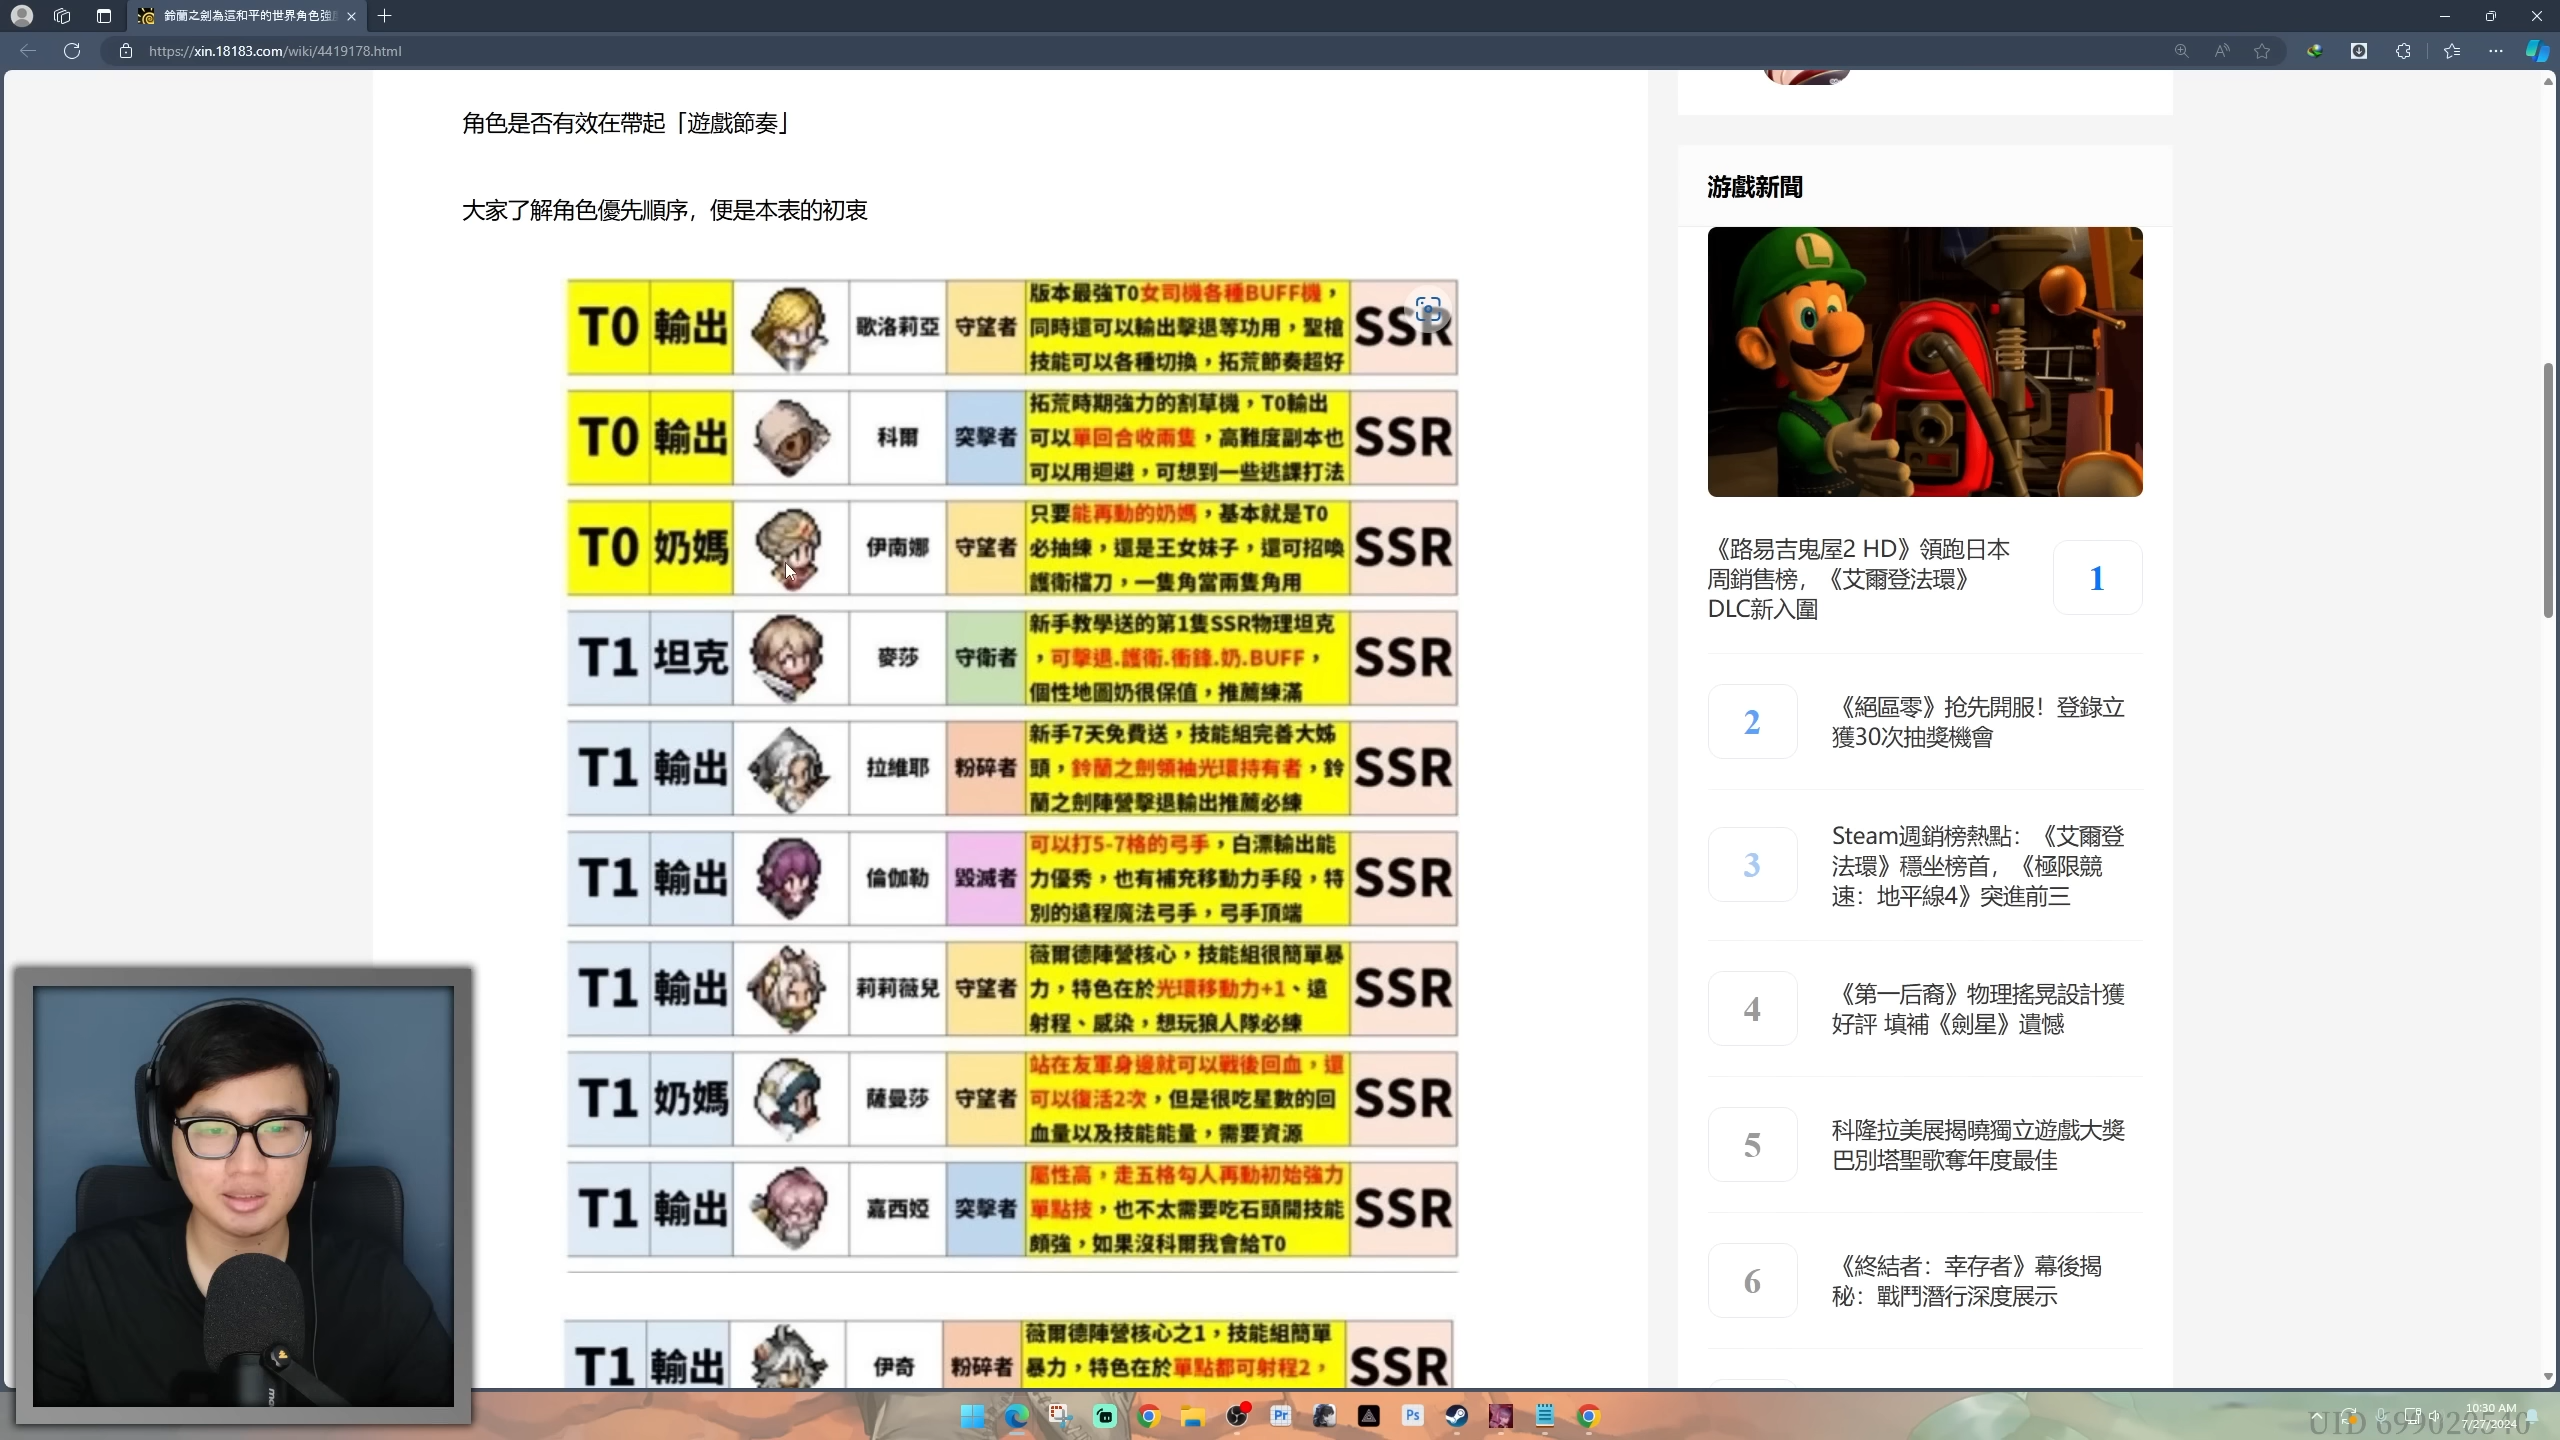 鈴蘭之劍為這和平的世界角色強
https://xin.18183.com/wiki/4419178.html
角色是否有效在帶起「遊戲節奏」
大家了解角色優先順序，便是本表的初衷
T0 輸出 歌洛莉亞 守望者
版本最強T0女司機各種BUFF機，
同時還可以輸出擊退等功用，聖槍
技能可以各種切換，拓荒節奏超好
SSR
T0 輸出 科爾 突擊者
拓荒時期強力的割草機，T0輸出
可以單回合收兩隻，高難度副本也
可以用迴避，可想到一些逃課打法
SSR
T0 奶媽 伊南娜 守望者
只要能再動的奶媽，基本就是T0
必抽練，還是王女妹子，還可招喚
護衛檔刀，一隻角當兩隻角用
SSR
T1 坦克 麥莎 守衛者
新手教學送的第1隻SSR物理坦克
，可擊退.護衛.衝鋒.奶.BUFF，
個性地圖奶很保值，推薦練滿
SSR
T1 輸出 拉維耶 粉碎者
新手7天免費送，技能組完善大姊
頭，鈴蘭之劍領袖光環持有者，鈴
蘭之劍陣營擊退輸出推薦必練
SSR
T1 輸出 倫伽勒 毀滅者
可以打5-7格的弓手，白漂輸出能
力優秀，也有補充移動力手段，特
別的遠程魔法弓手，弓手頂端
SSR
T1 輸出 莉莉薇兒 守望者
薇爾德陣營核心，技能組很簡單暴
力，特色在於光環移動力+1、遠
射程、感染，想玩狼人隊必練
SSR
T1 奶媽 薩曼莎 守望者
站在友軍身邊就可以戰後回血，還
可以復活2次，但是很吃星數的回
血量以及技能能量，需要資源
SSR
T1 輸出 嘉西婭 突擊者
屬性高，走五格勾人再動初始強力
單點技，也不太需要吃石頭開技能
頗強，如果沒科爾我會給T0
SSR
T1 輸出 伊奇 粉碎者
薇爾德陣營核心之1，技能組簡單
暴力，特色在於單點都可射程2，
SSR
游戲新聞
《路易吉鬼屋2 HD》領跑日本
周銷售榜，《艾爾登法環》
DLC新入圍
1
2
《絕區零》抢先開服！登錄立
獲30次抽獎機會
3
Steam週銷榜熱點：《艾爾登
法環》穩坐榜首，《極限競
速：地平線4》突進前三
4
《第一后裔》物理搖晃設計獲
好評 填補《劍星》遺憾
5
科隆拉美展揭曉獨立遊戲大獎
巴別塔聖歌奪年度最佳
6
《終結者：幸存者》幕後揭
秘：戰鬥潛行深度展示
10:30 AM
7/27/2024